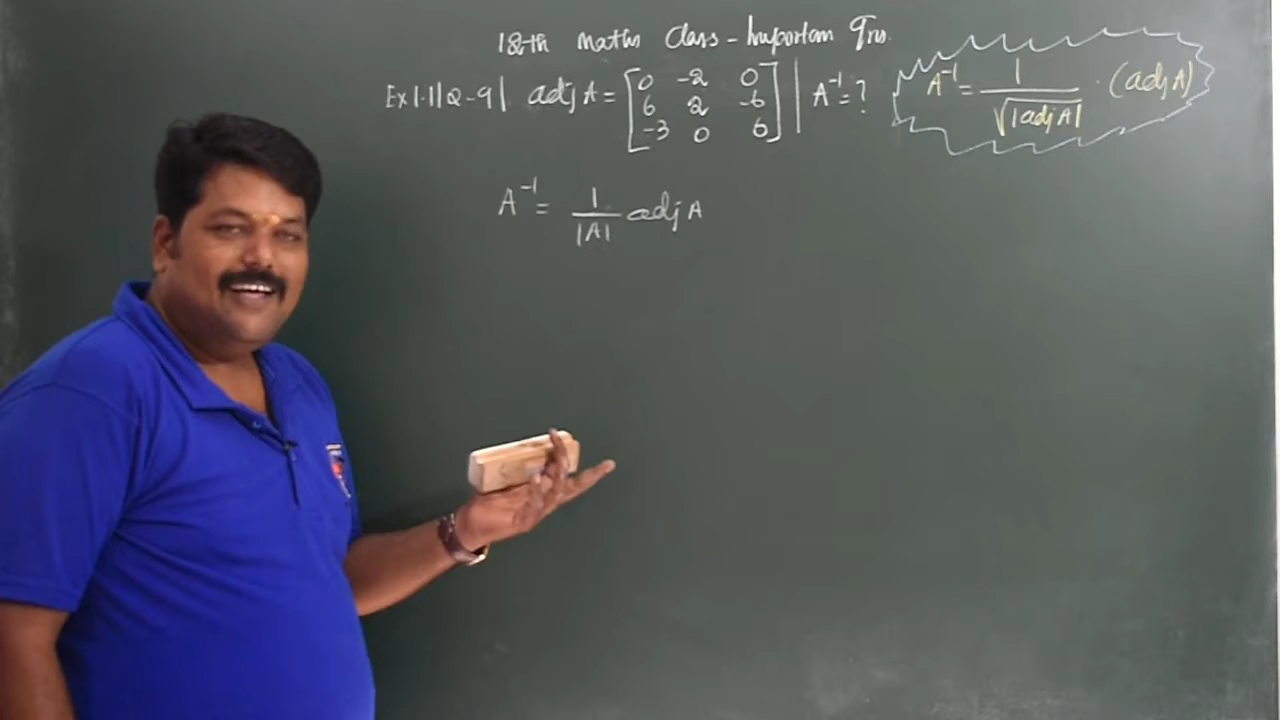 12th Maths Class - Importan Qns.
Ex 1.1|Q-9| adj A = [0 -2 0 | A⁻¹ = ? A⁻¹ = 1/√|adj A| · (adj A)
6 2 -6
-3 0 6]
A⁻¹ = 1/|A| adj A